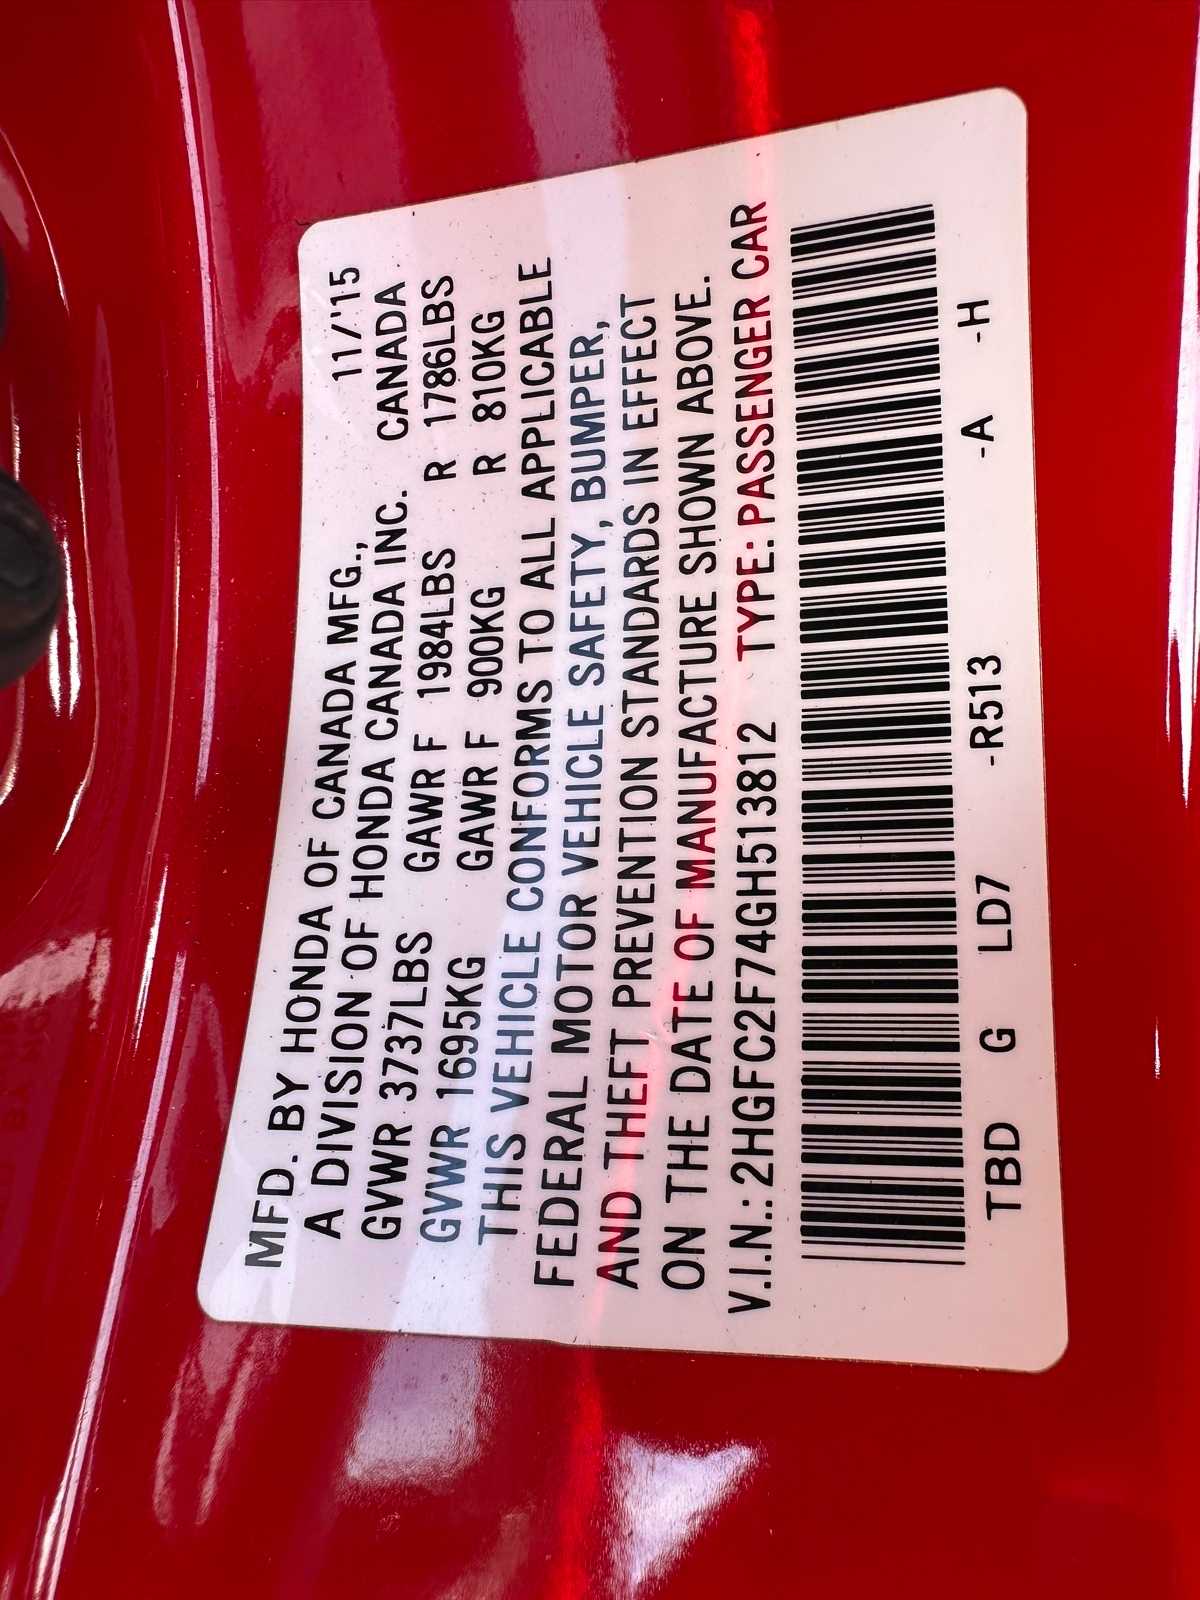 MFD. BY HONDA OF CANADA MFG., 11/'15
A DIVISION OF HONDA CANADA INC. CANADA
GVWR 3737LBS GAWR F 1984LBS R 1786LBS
GVWR 1695KG GAWR F 900KG R 810KG
THIS VEHICLE CONFORMS TO ALL APPLICABLE
FEDERAL MOTOR VEHICLE SAFETY, BUMPER,
AND THEFT PREVENTION STANDARDS IN EFFECT
ON THE DATE OF MANUFACTURE SHOWN ABOVE.
V.I.N.: 2HGFC2F74GH513812 TYPE: PASSENGER CAR
TBD G LD7 -R513 -A -H